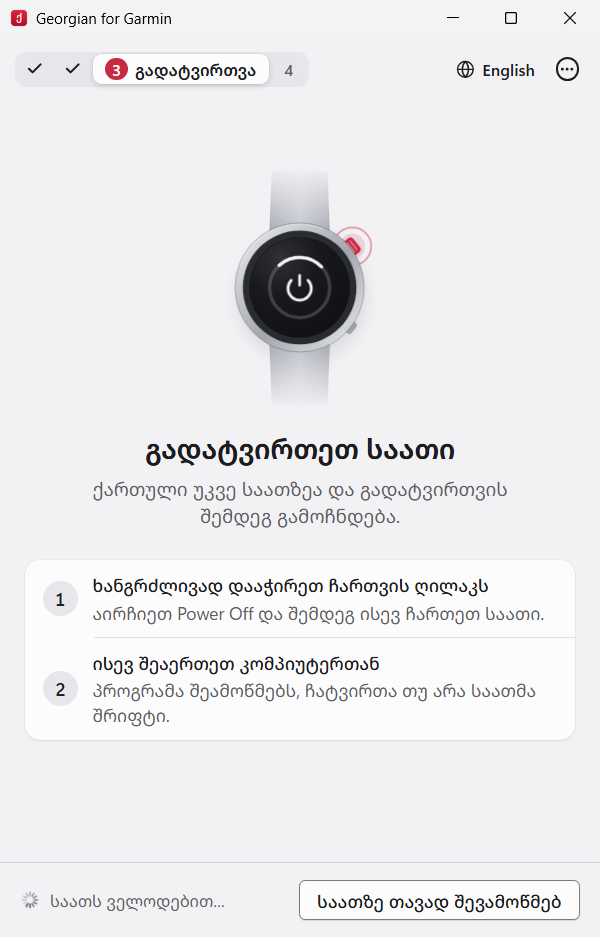 Georgian for Garmin
3 გადატვირთვა
4
English
გადატვირთეთ საათი
ქართული უკვე საათზეა და გადატვირთვის
შემდეგ გამოჩნდება.
1
ხანგრძლივად დააჭირეთ ჩართვის ღილაკს
აირჩიეთ Power Off და შემდეგ ისევ ჩართეთ საათი.
2
ისევ შეაერთეთ კომპიუტერთან
პროგრამა შეამოწმებს, ჩატვირთა თუ არა საათმა
შრიფტი.
საათს ველოდებით...
საათზე თავად შევამოწმებ